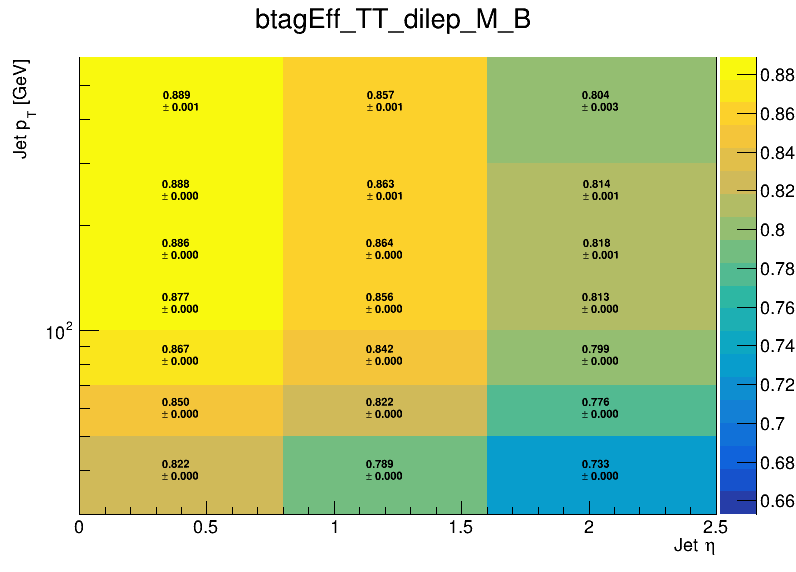 btagEff_TT_dilep_M_B
Jet p_T [GeV]
0.889 0.857 0.804
± 0.001 ± 0.001 ± 0.003
0.888 0.863 0.814
± 0.000 ± 0.001 ± 0.001
0.886 0.864 0.818
± 0.000 ± 0.000 ± 0.001
0.877 0.856 0.813
± 0.000 ± 0.000 ± 0.000
10²
0.867 0.842 0.799
± 0.000 ± 0.000 ± 0.000
0.850 0.822 0.776
± 0.000 ± 0.000 ± 0.000
0.822 0.789 0.733
± 0.000 ± 0.000 ± 0.000
0 0.5 1 1.5 2 2.5
Jet η
0.88
0.86
0.84
0.82
0.8
0.78
0.76
0.74
0.72
0.7
0.68
0.66